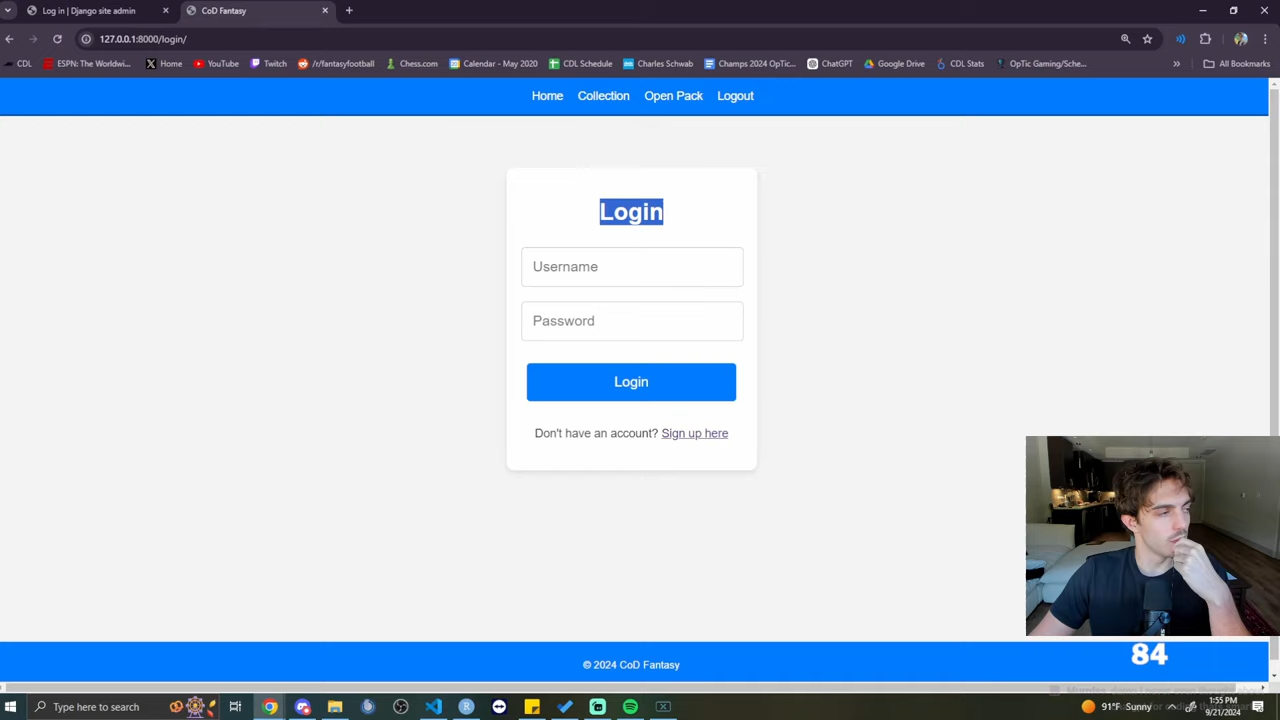 Log in | Django site admin
CoD Fantasy
127.0.0.1:8000/login/
CDL
ESPN: The Worldwi...
Home
YouTube
Twitch
/r/fantasyfootball
Chess.com
Calendar - May 2020
CDL Schedule
Charles Schwab
Champs 2024 OpTic...
ChatGPT
Google Drive
CDL Stats
OpTic Gaming/Sche...
All Bookmarks
Home Collection Open Pack Logout
Login
Username
Password
Login
Don't have an account? Sign up here
© 2024 CoD Fantasy
84
Type here to search
91°F Sunny
1:55 PM
9/21/2024